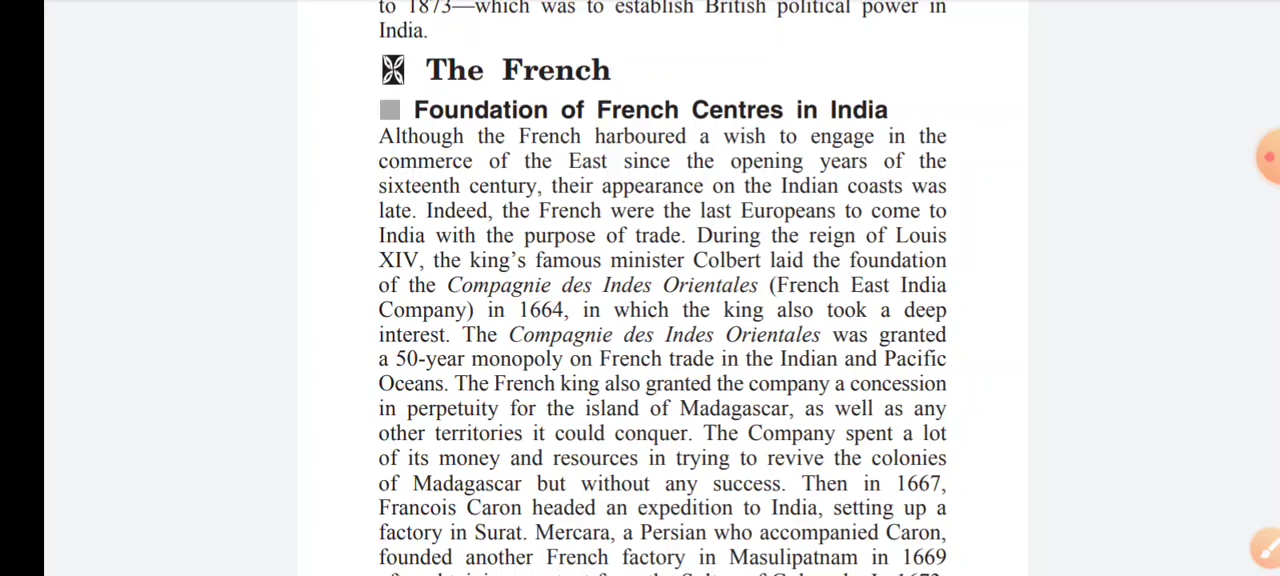 to 1873—which was to establish British political power in
India.
The French
Foundation of French Centres in India
Although the French harboured a wish to engage in the
commerce of the East since the opening years of the
sixteenth century, their appearance on the Indian coasts was
late. Indeed, the French were the last Europeans to come to
India with the purpose of trade. During the reign of Louis
XIV, the king’s famous minister Colbert laid the foundation
of the Compagnie des Indes Orientales (French East India
Company) in 1664, in which the king also took a deep
interest. The Compagnie des Indes Orientales was granted
a 50-year monopoly on French trade in the Indian and Pacific
Oceans. The French king also granted the company a concession
in perpetuity for the island of Madagascar, as well as any
other territories it could conquer. The Company spent a lot
of its money and resources in trying to revive the colonies
of Madagascar but without any success. Then in 1667,
Francois Caron headed an expedition to India, setting up a
factory in Surat. Mercara, a Persian who accompanied Caron,
founded another French factory in Masulipatnam in 1669